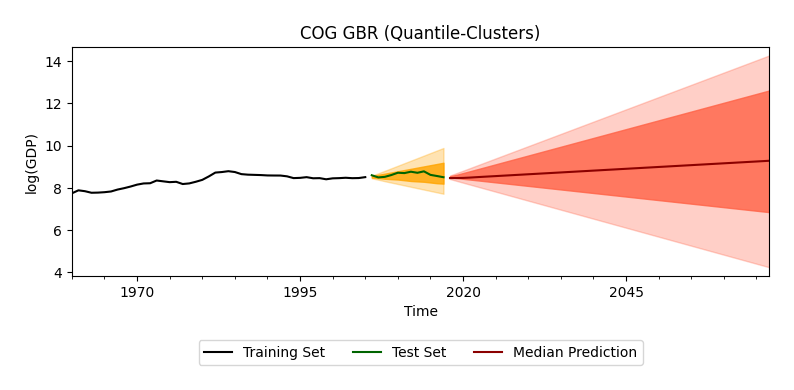 COG GBR (Quantile-Clusters)
14
12
10
8
6
4
log(GDP)
1970
1995
2020
2045
Time
Training Set
Test Set
Median Prediction